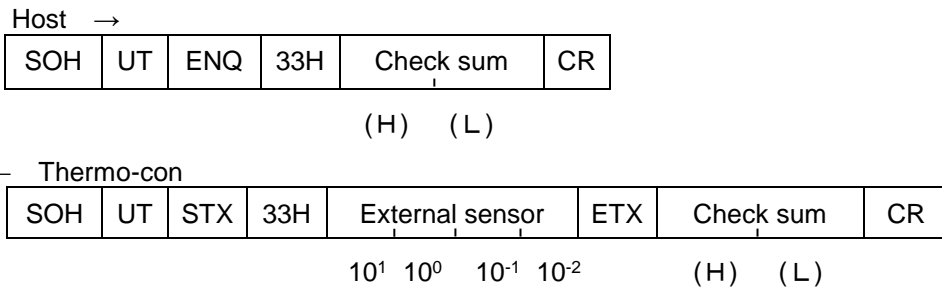 Host →
SOH UT ENQ 33H Check sum CR
(H) (L)
– Thermo-con
SOH UT STX 33H External sensor ETX Check sum CR
10¹ 10⁰ 10⁻¹ 10⁻² (H) (L)